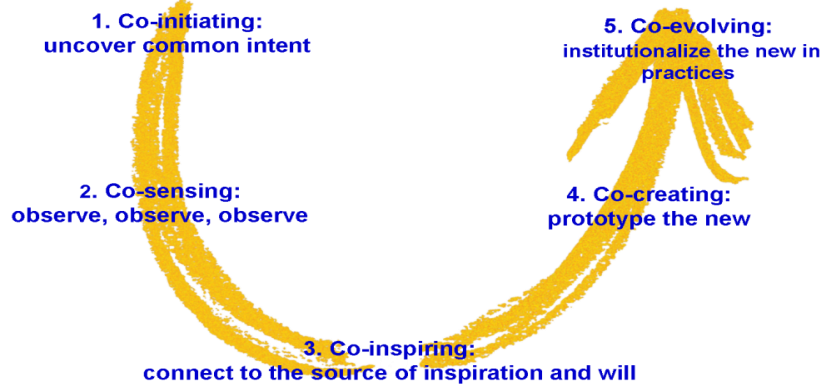 1. Co-initiating:
uncover common intent
2. Co-sensing:
observe, observe, observe
3. Co-inspiring:
connect to the source of inspiration and will
4. Co-creating:
prototype the new
5. Co-evolving:
institutionalize the new in
practices